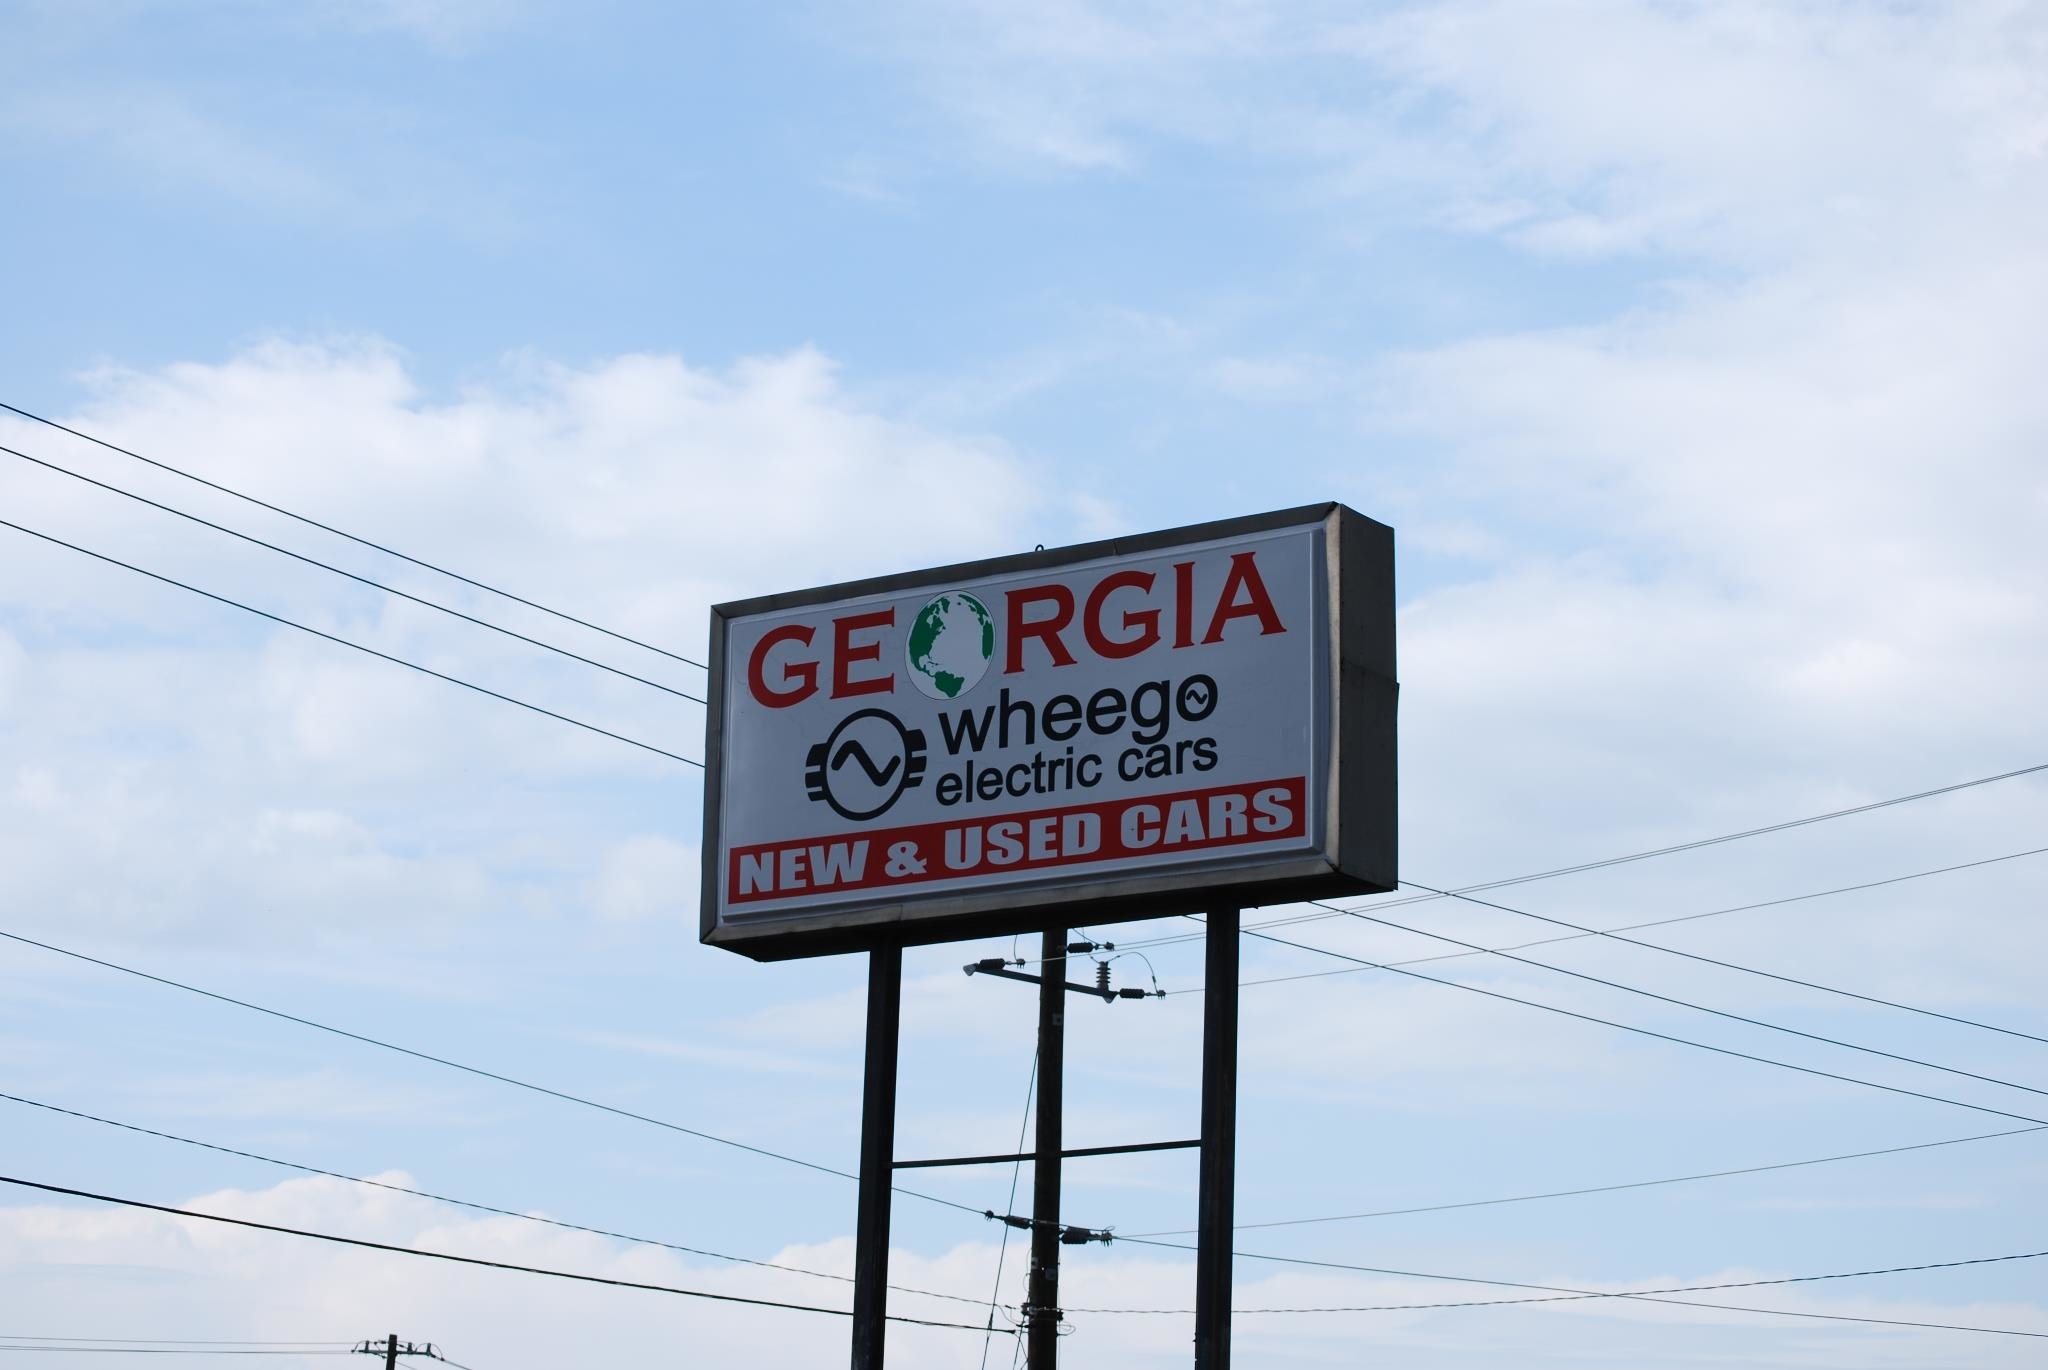 GEORGIA
wheego
electric cars
NEW & USED CARS